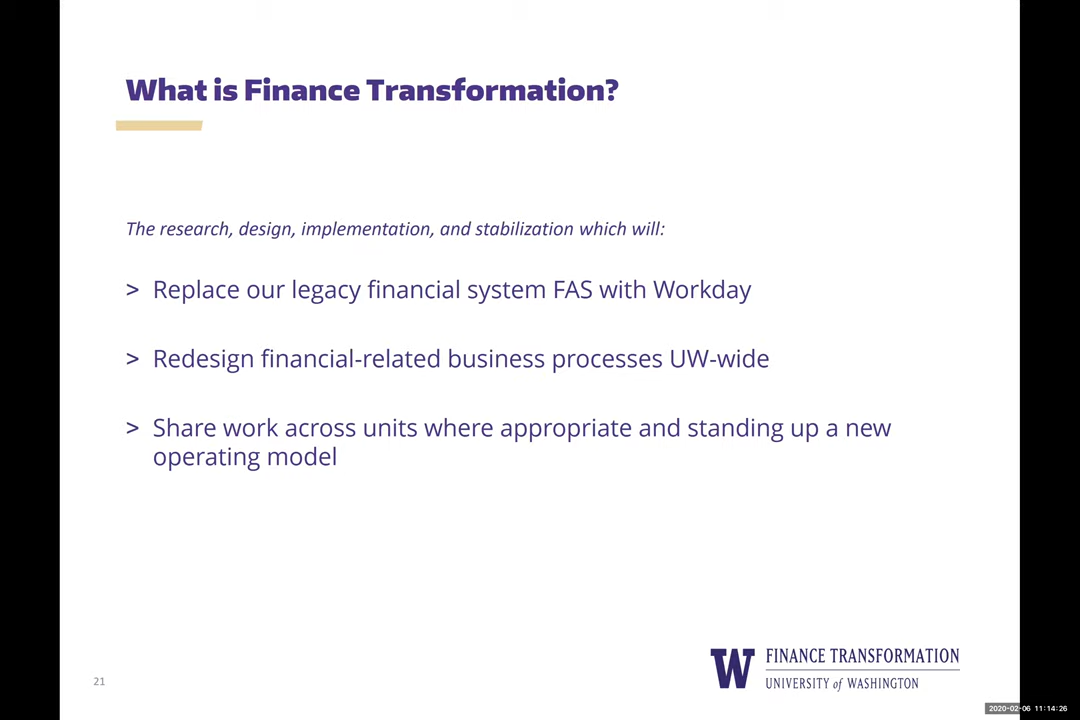 What is Finance Transformation?
The research, design, implementation, and stabilization which will:
> Replace our legacy financial system FAS with Workday
> Redesign financial-related business processes UW-wide
> Share work across units where appropriate and standing up a new
operating model
21
W FINANCE TRANSFORMATION
UNIVERSITY of WASHINGTON
2020-02-06 11:14:26